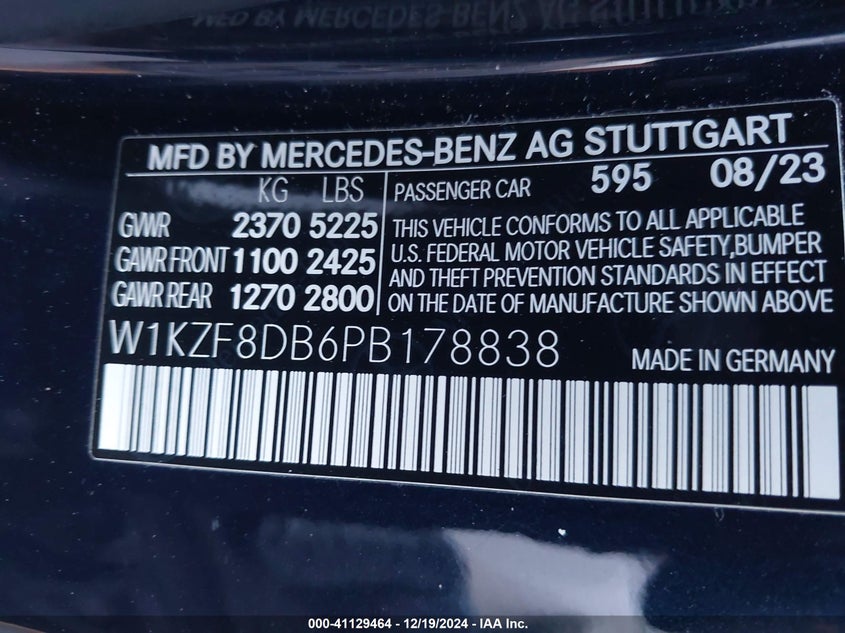 MFD BY MERCEDES-BENZ AG STUTTGART
KG LBS
GVWR 2370 5225
GAWR FRONT 1100 2425
GAWR REAR 1270 2800
PASSENGER CAR 595 08/23
THIS VEHICLE CONFORMS TO ALL APPLICABLE
U.S. FEDERAL MOTOR VEHICLE SAFETY,BUMPER
AND THEFT PREVENTION STANDARDS IN EFFECT
ON THE DATE OF MANUFACTURE SHOWN ABOVE
W1KZF8DB6PB178838
MADE IN GERMANY
000-41129464 - 12/19/2024 - IAA Inc.